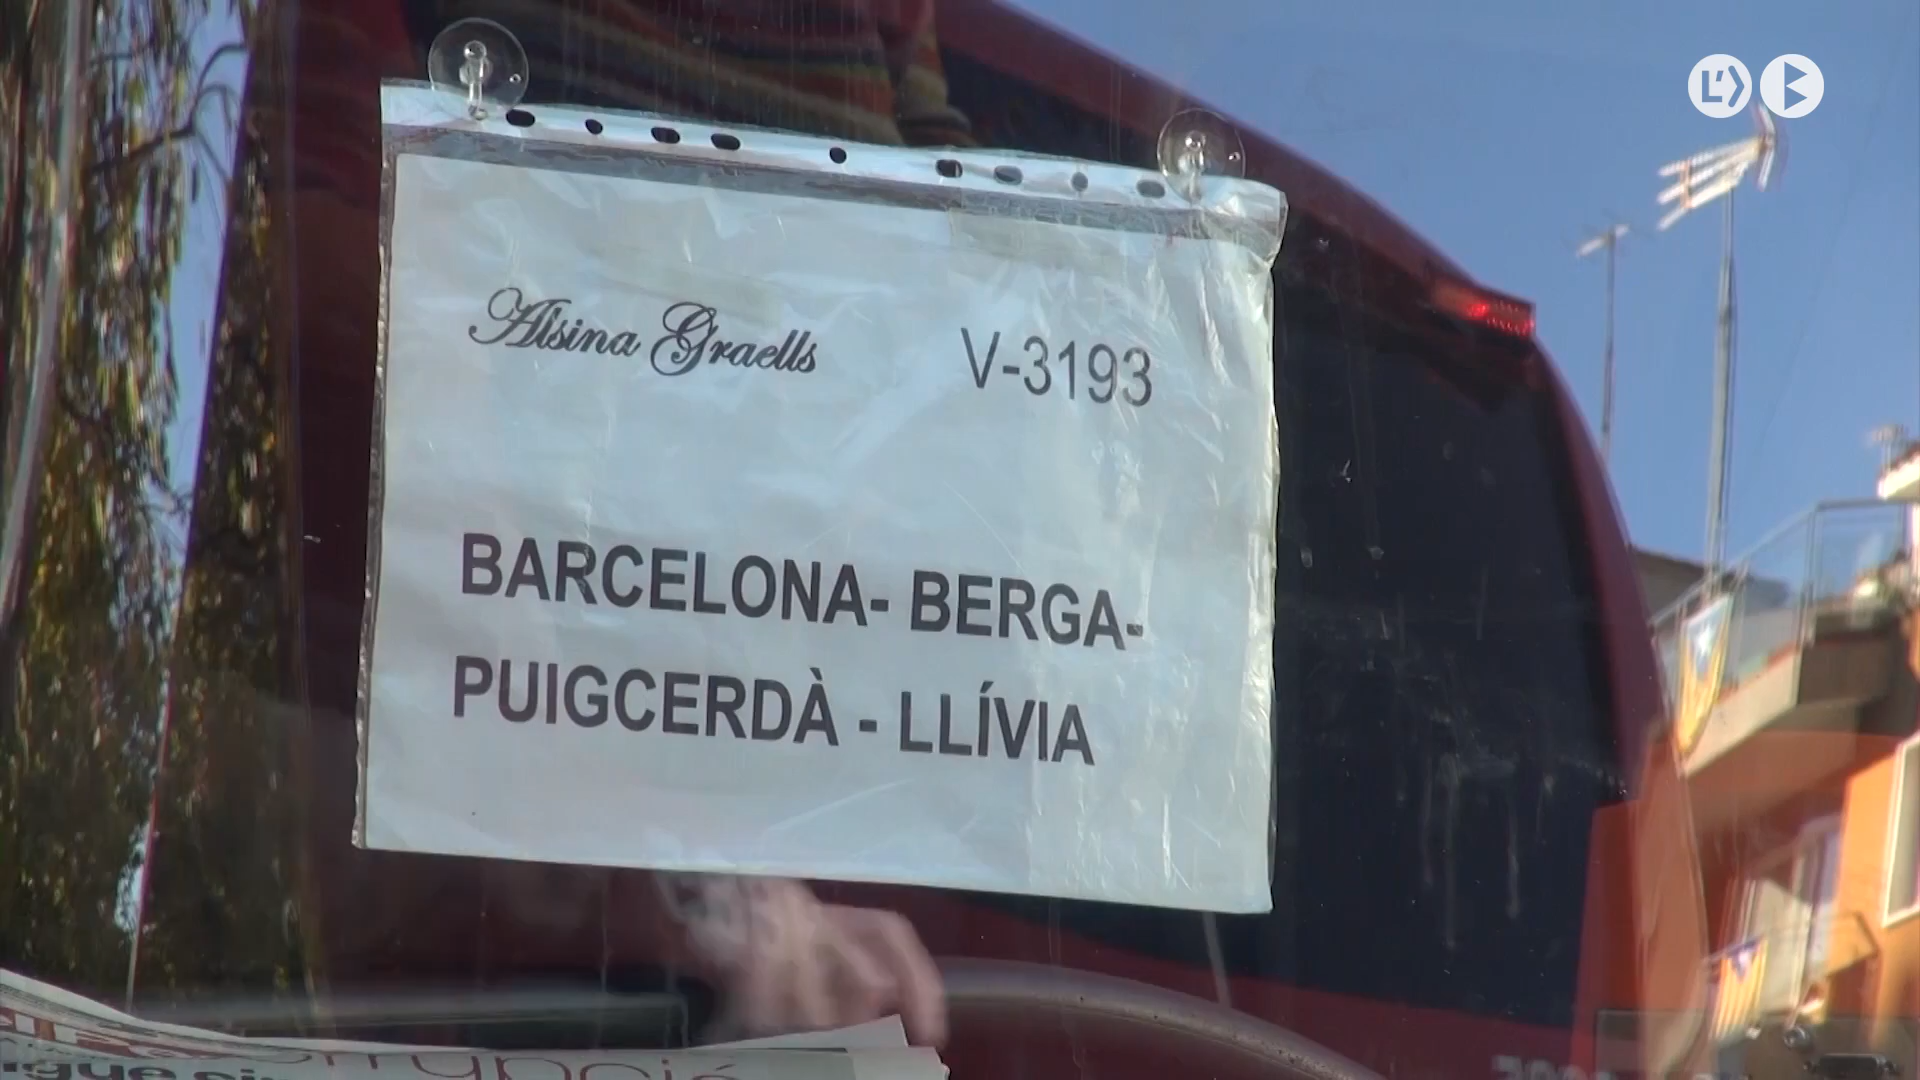 Alsina Graells
V-3193
BARCELONA- BERGA-
PUIGCERDÀ - LLÍVIA